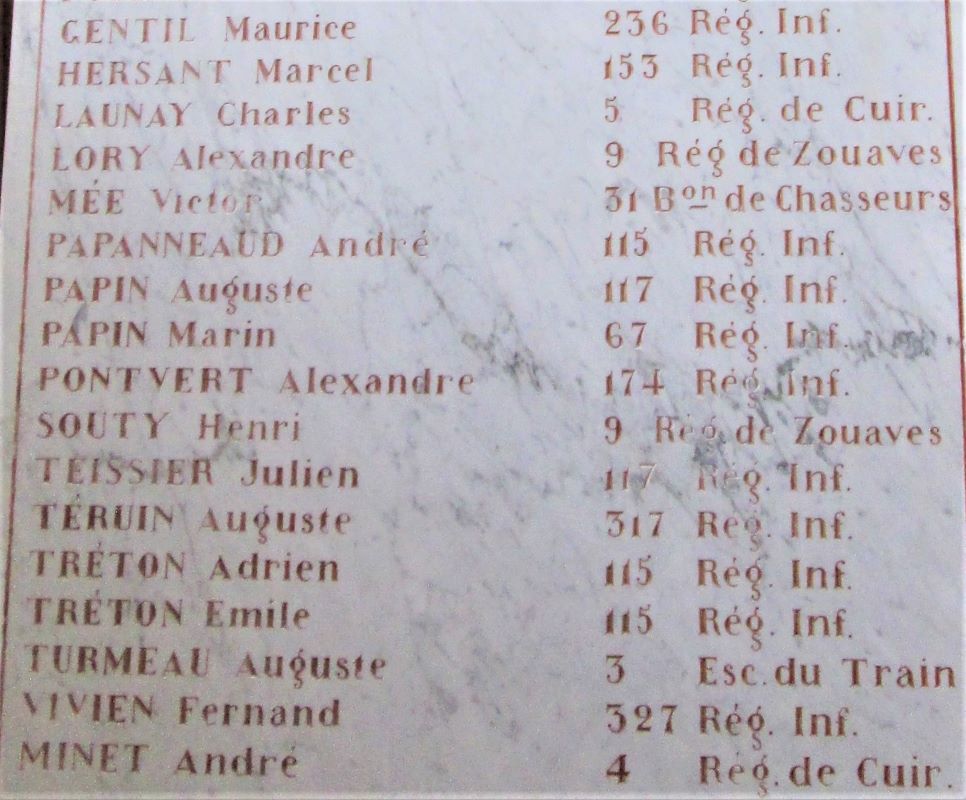 GENTIL Maurice 236 Rég. Inf.
HERSANT Marcel 153 Rég. Inf.
LAUNAY Charles 5 Rég. de Cuir.
LORY Alexandre 9 Rég de Zouaves
MÉE Victor 31 Bon de Chasseurs
PAPANNEAUD André 115 Rég. Inf.
PAPIN Auguste 117 Rég. Inf.
PAPIN Marin 67 Rég. Inf.
PONTVERT Alexandre 174 Rég. Inf.
SOUTY Henri 9 Rég. de Zouaves
TEISSIER Julien 117 Rég. Inf.
TÉRUIN Auguste 317 Rég. Inf.
TRÉTON Adrien 115 Rég. Inf.
TRÉTON Emile 115 Rég. Inf.
TURMEAU Auguste 3 Esc. du Train
VIVIEN Fernand 327 Rég. Inf.
MINET André 4 Rég. de Cuir.